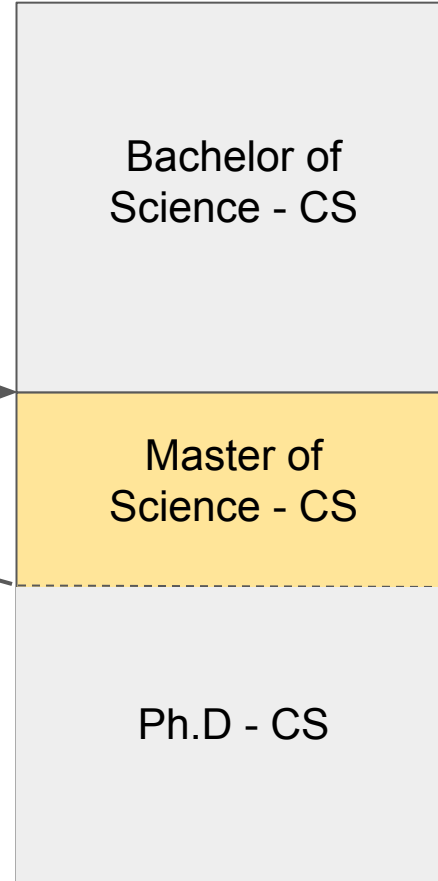 Bachelor of
Science - CS
Master of
Science - CS
Ph.D - CS